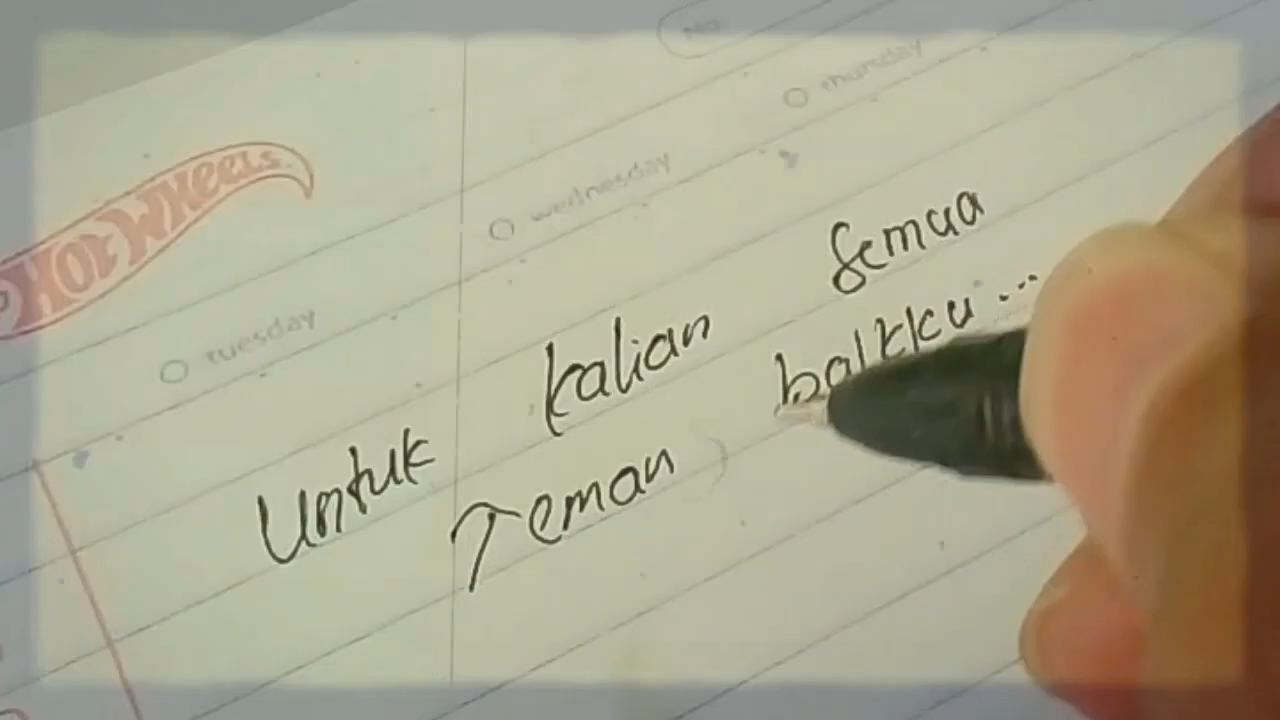 No
thursday
HOT WHEELS
wednesday
tuesday
Untuk kalian semua
Teman baikku...